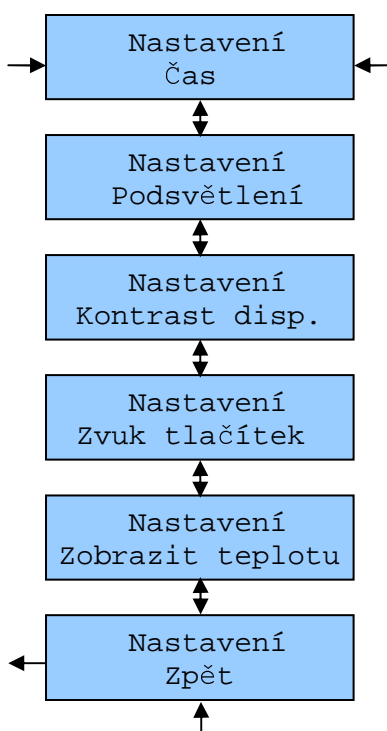 Nastavení
Čas
Nastavení
Podsvětlení
Nastavení
Kontrast disp.
Nastavení
Zvuk tlačítek
Nastavení
Zobrazit teplotu
Nastavení
Zpět